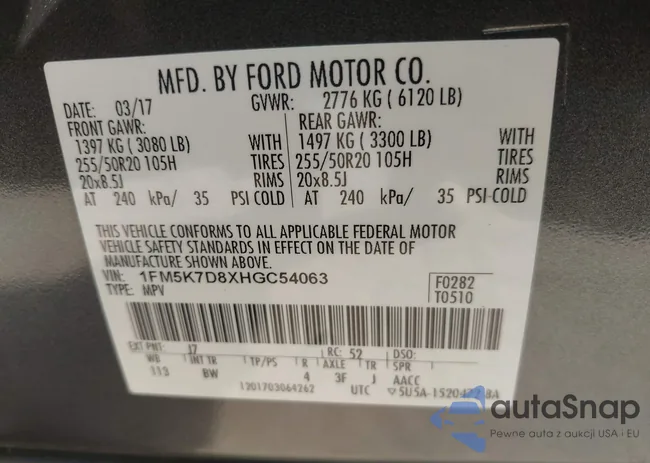 MFD. BY FORD MOTOR CO.
DATE: 03/17 GVWR: 2776 KG ( 6120 LB)
FRONT GAWR: REAR GAWR:
1397 KG ( 3080 LB) WITH 1497 KG ( 3300 LB) WITH
255/50R20 105H TIRES 255/50R20 105H TIRES
20x8.5J RIMS 20x8.5J RIMS
AT 240 kPa/ 35 PSI COLD AT 240 kPa/ 35 PSI-COLD
THIS VEHICLE CONFORMS TO ALL APPLICABLE FEDERAL MOTOR
VEHICLE SAFETY STANDARDS IN EFFECT ON THE DATE OF
MANUFACTURE SHOWN ABOVE.
VIN: 1FM5K7D8XHGC54063 F0282
TYPE: MPV T0510
EXT PNT: J7 RC: 52 DSO:
WB INT TR TP/PS R AXLE TR SPR
113 BW 4 3F J AACC
1201703064262 UTC
autaSnap
Pewne auta z aukcji USA i EU